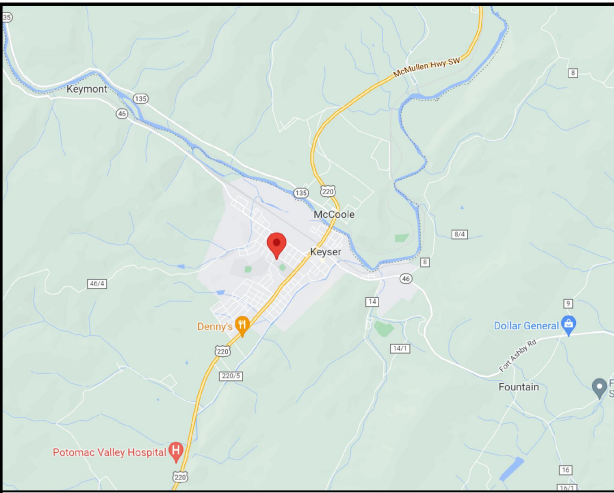 35
McMullen Hwy SW
8
Keymont
135
46
135
220
McCoole
8/4
Keyser
8
46
46/4
14
9
Denny's
Dollar General
220
14/1
Fort Ashby Rd
220/5
Fountain
F
S
Potomac Valley Hospital
H
16
220
16/1